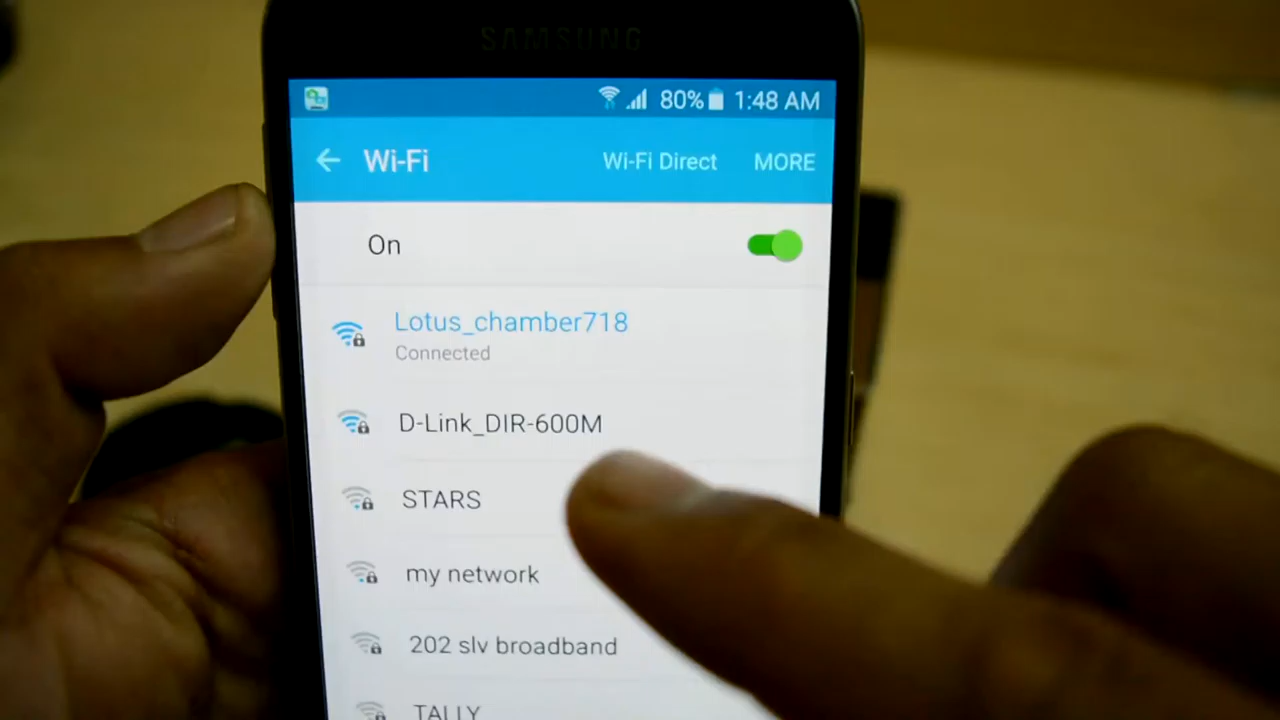 SAMSUNG
80% 1:48 AM
Wi-Fi Wi-Fi Direct MORE
On
Lotus_chamber718
Connected
D-Link_DIR-600M
STARS
my network
202 slv broadband
TALLY